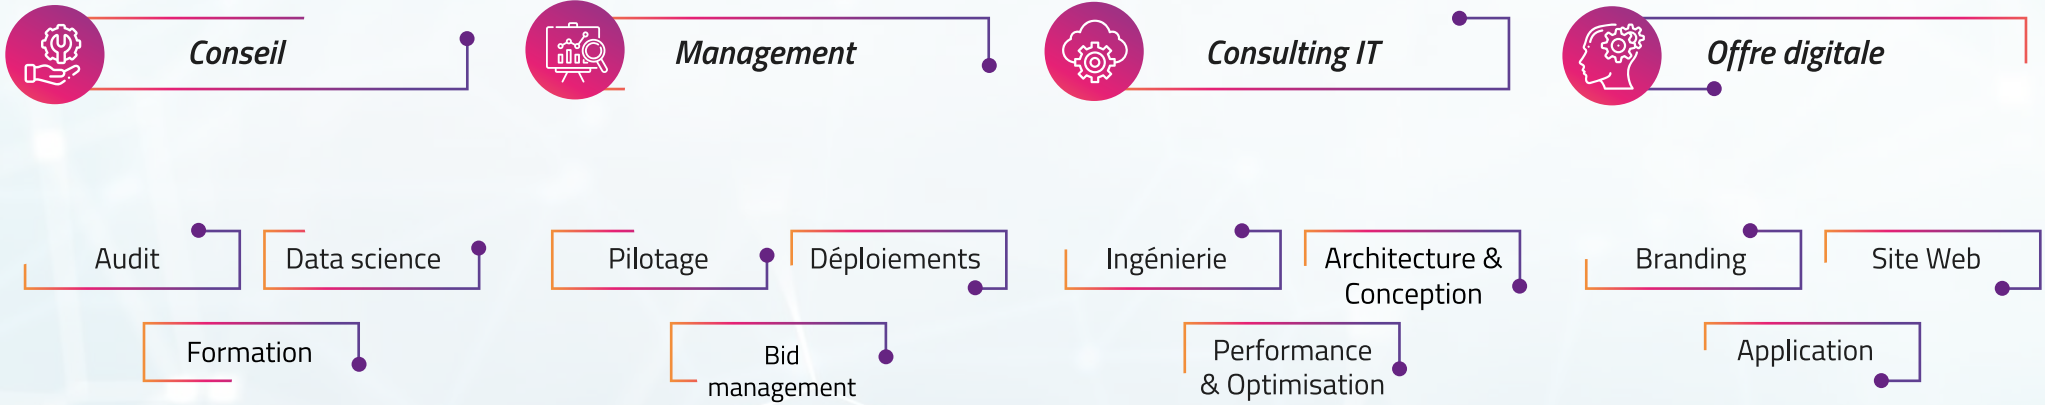 Conseil
Management
Consulting IT
Offre digitale
Audit
Data science
Formation
Pilotage
Déploiements
Bid
management
Ingénierie
Architecture &
Conception
Performance
& Optimisation
Branding
Site Web
Application